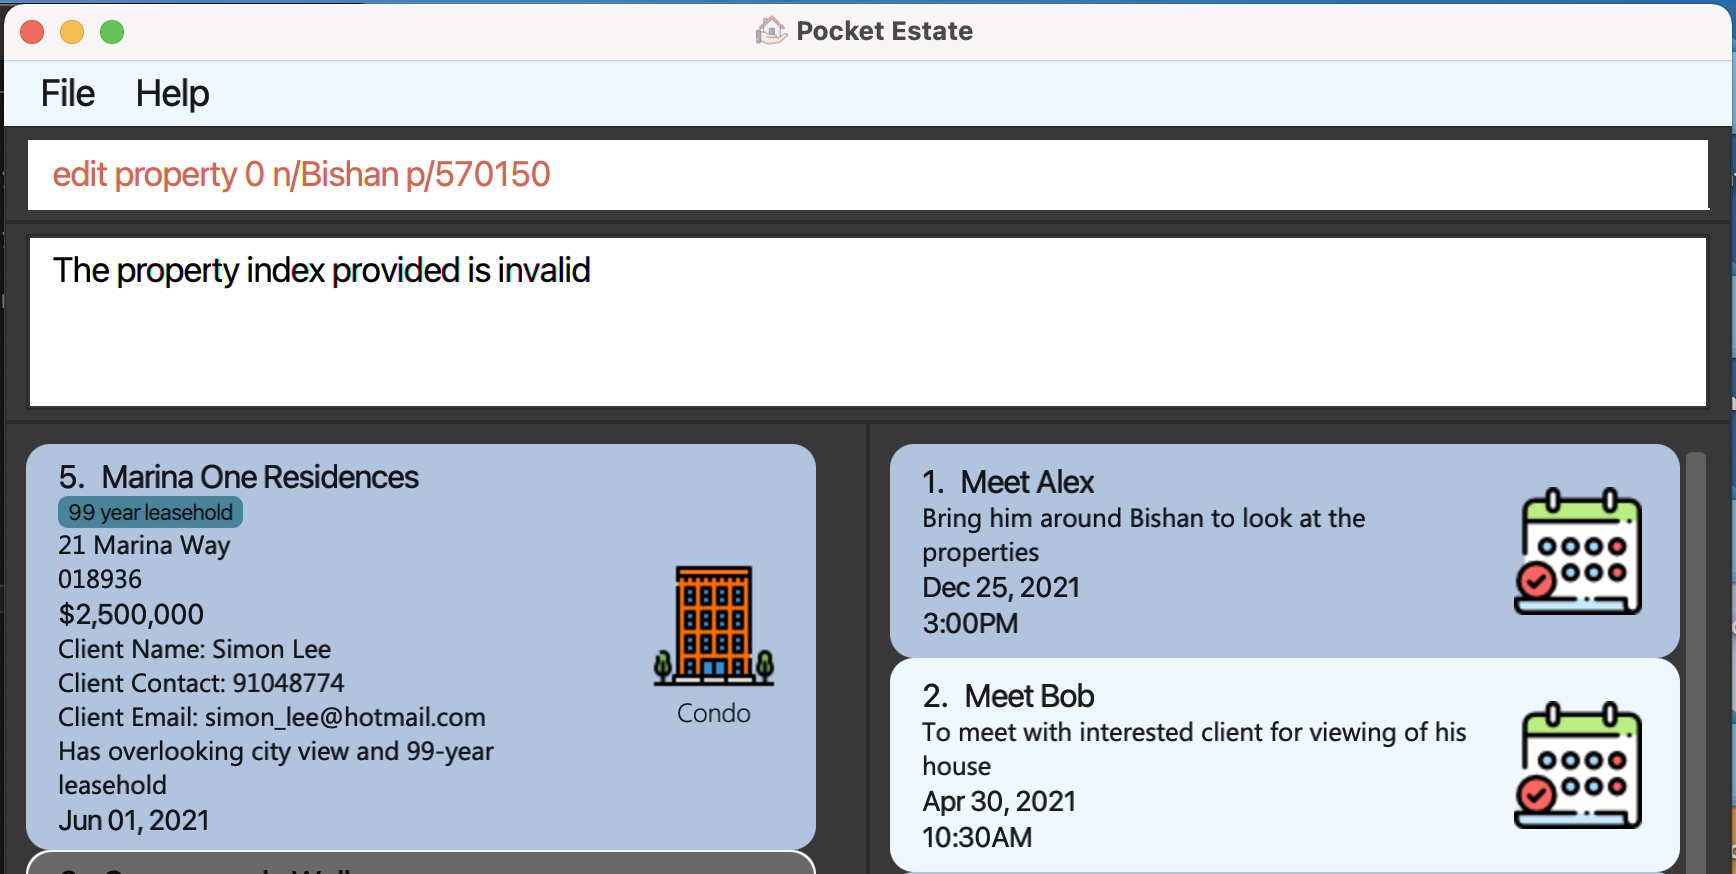 Pocket Estate
File Help
edit property 0 n/Bishan p/570150
The property index provided is invalid
5. Marina One Residences
99 year leasehold
21 Marina Way
018936
$2,500,000
Client Name: Simon Lee
Client Contact: 91048774
Client Email: simon_lee@hotmail.com
Has overlooking city view and 99-year
leasehold
Jun 01, 2021
Condo
1. Meet Alex
Bring him around Bishan to look at the
properties
Dec 25, 2021
3:00PM
2. Meet Bob
To meet with interested client for viewing of his
house
Apr 30, 2021
10:30AM